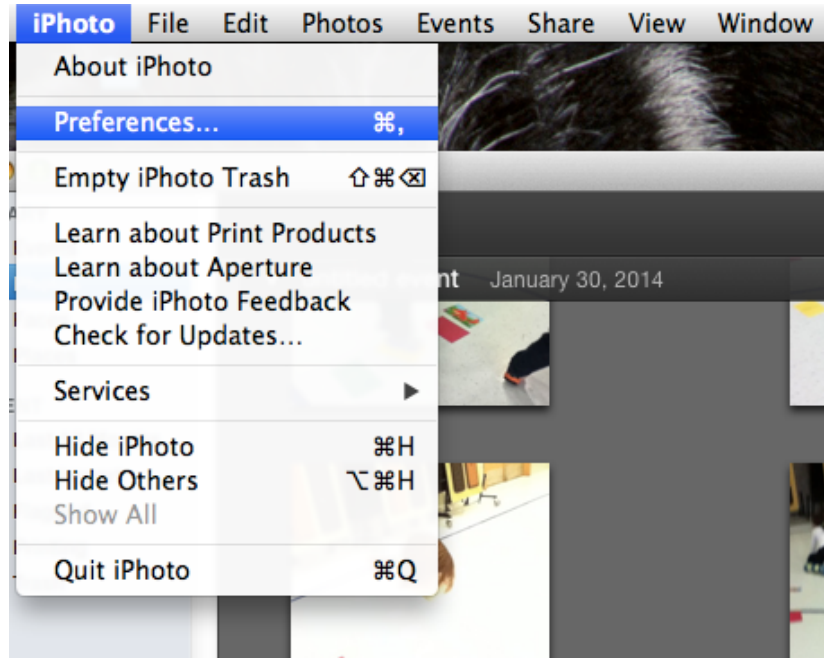 iPhoto File Edit Photos Events Share View Window
About iPhoto
Preferences... ⌘,
Empty iPhoto Trash ⇧⌘⌫
Learn about Print Products
Learn about Aperture
Provide iPhoto Feedback
Check for Updates...
Services ▶
Hide iPhoto ⌘H
Hide Others ⌥⌘H
Show All
Quit iPhoto ⌘Q
event January 30, 2014